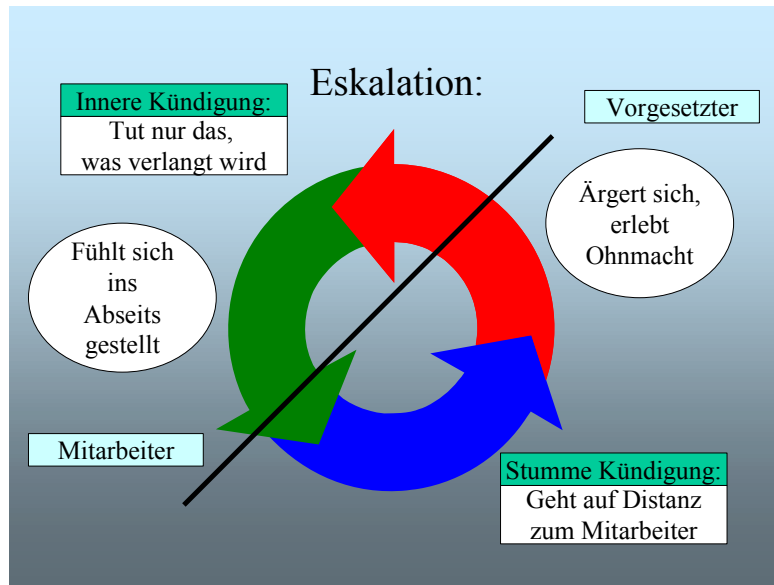 Eskalation:
Innere Kündigung:
Tut nur das,
was verlangt wird
Vorgesetzter
Ärgert sich,
erlebt
Ohnmacht
Fühlt sich
ins
Abseits
gestellt
Mitarbeiter
Stumme Kündigung:
Geht auf Distanz
zum Mitarbeiter